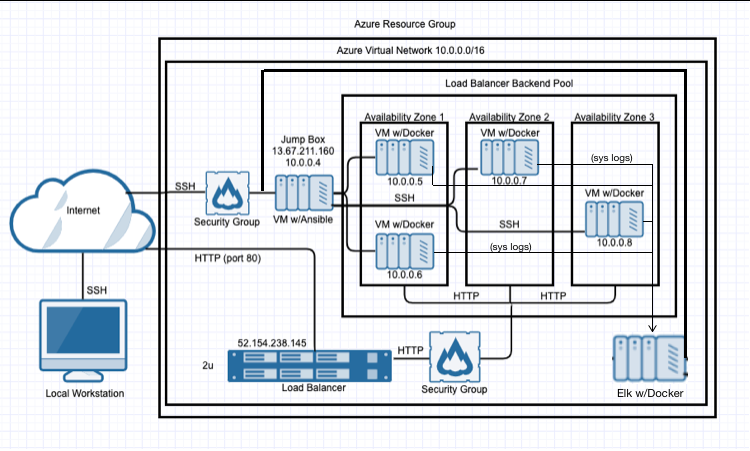 Azure Resource Group
Azure Virtual Network 10.0.0.0/16
Load Balancer Backend Pool
Availability Zone 1
Availability Zone 2
Availability Zone 3
Jump Box
13.67.211.160
10.0.0.4
VM w/Ansible
VM w/Docker
10.0.0.5
VM w/Docker
10.0.0.7
(sys logs)
VM w/Docker
10.0.0.8
SSH
Security Group
Internet
SSH
SSH
VM w/Docker
10.0.0.6
(sys logs)
HTTP (port 80)
SSH
HTTP
HTTP
Local Workstation
52.154.238.145
2u
Load Balancer
HTTP
Security Group
Elk w/Docker